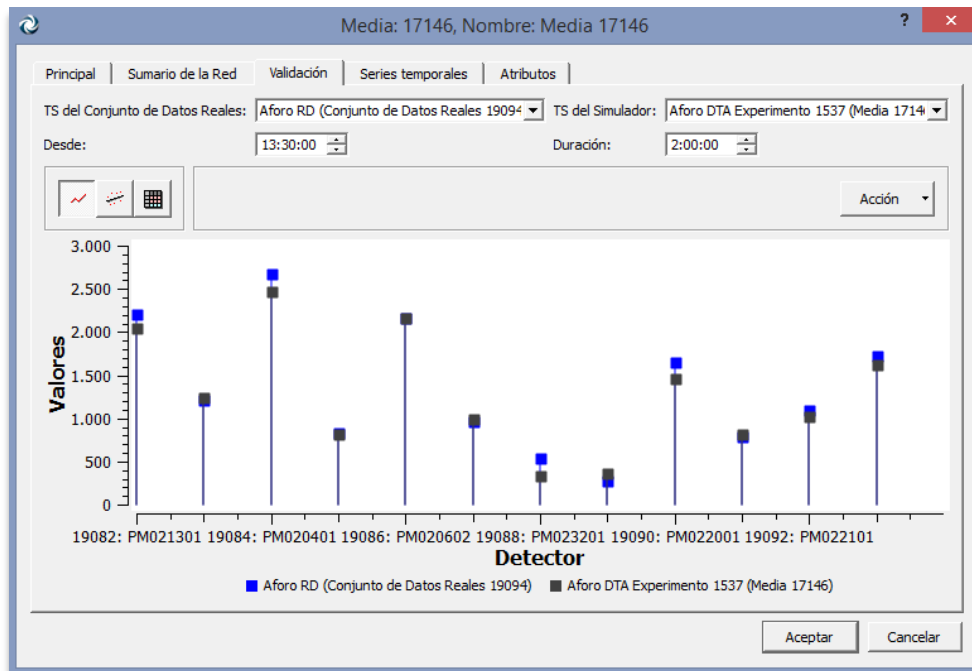 Media: 17146, Nombre: Media 17146
? ×
Principal Sumario de la Red Validación Series temporales Atributos
TS del Conjunto de Datos Reales: Aforo RD (Conjunto de Datos Reales 19094 TS del Simulador: Aforo DTA Experimento 1537 (Media 1714
Desde: 13:30:00 Duración: 2:00:00
Acción
3.000
2.500
2.000
1.500
1.000
500
0
Valores
19082: PM021301 19084: PM020401 19086: PM020602 19088: PM023201 19090: PM022001 19092: PM022101
Detector
Aforo RD (Conjunto de Datos Reales 19094) Aforo DTA Experimento 1537 (Media 17146)
Aceptar Cancelar